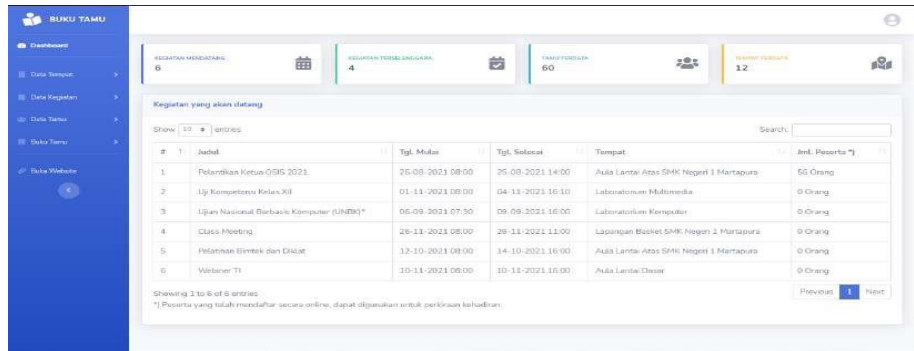 BUKU TAMU
Dashboard
KEGIATAN MENDATANG
6
KEGIATAN TERSELENGGARA
4
TAMU TERDATA
60
TEMPAT TERDATA
12
Data Tempat
Data Kegiatan
Data Tamu
Buku Tamu
Buka Website
Kegiatan yang akan datang
Show 10 entries Search:
# Judul Tgl. Mulai Tgl. Selesai Tempat Jml. Peserta *)
1 Pelantikan Ketua OSIS 2021 26-08-2021 08:00 25-08-2021 14:00 Aula Lantai Atas SMK Negeri 1 Martapura 56 Orang
2 Uji Kompetensi Kelas XII 01-11-2021 08:00 04-11-2021 16:10 Laboratorium Multimedia 0 Orang
3 Ujian Nasional Berbasis Komputer (UNBK)* 06-09-2021 07:30 09-09-2021 16:00 Laboratorium Komputer 0 Orang
4 Class Meeting 26-11-2021 08:00 28-11-2021 11:00 Lapangan Basket SMK Negeri 1 Martapura 0 Orang
5 Pelatihan Bimtek dan Diklat 12-10-2021 08:00 14-10-2021 16:00 Aula Lantai Atas SMK Negeri 1 Martapura 0 Orang
6 Webiner TI 10-11-2021 08:00 10-11-2021 16:00 Aula Lantai Dasar 0 Orang
Showing 1 to 6 of 6 entries Previous 1 Next
*) Peserta yang telah mendaftar secara online, dapat digunakan untuk perkiraan kehadiran.